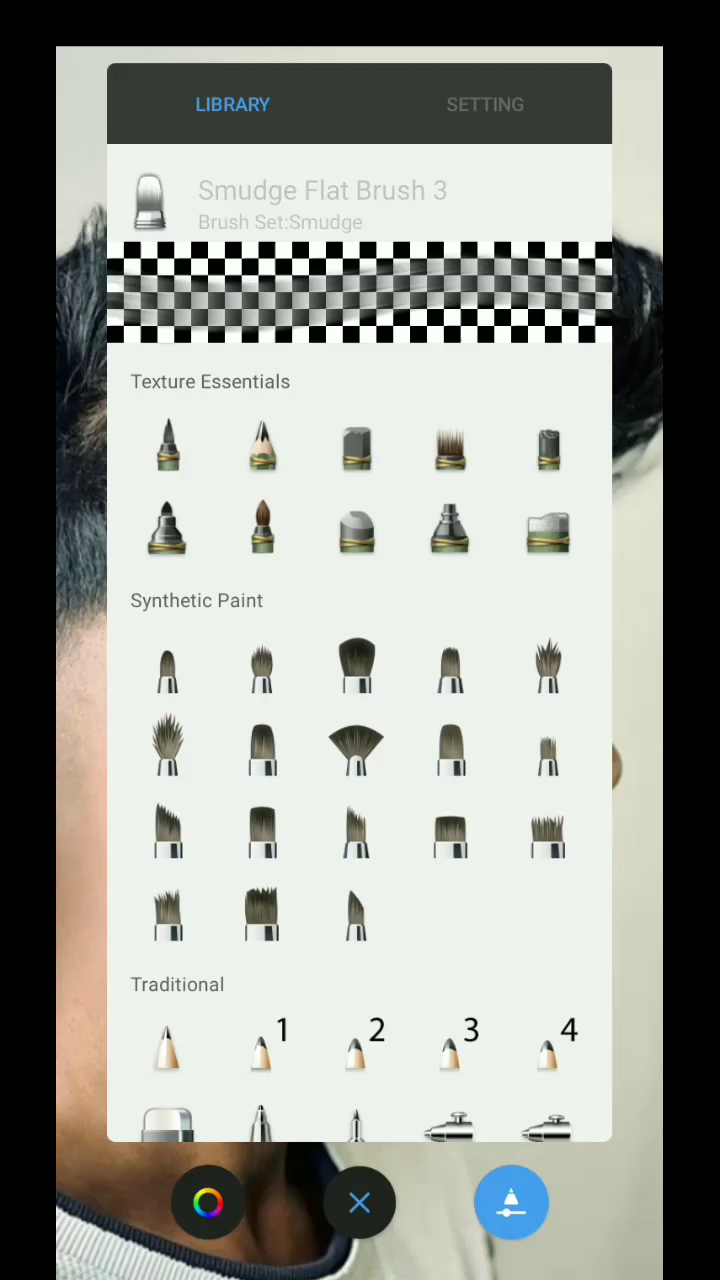 LIBRARY SETTING
Smudge Flat Brush 3
Brush Set:Smudge
Texture Essentials
Synthetic Paint
Traditional
1 2 3 4